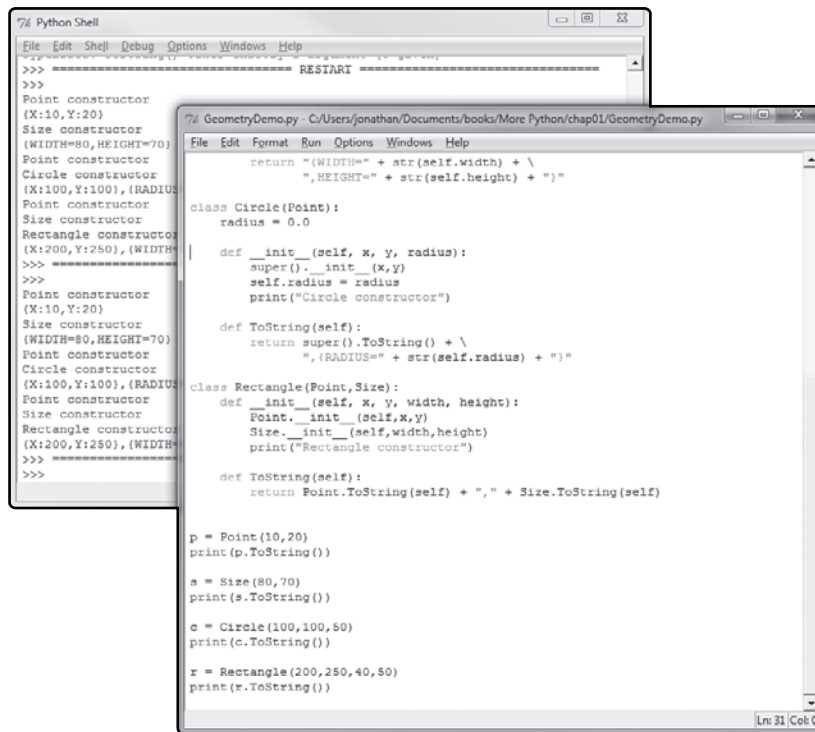 Python Shell
File Edit Shell Debug Options Windows Help
>>> ================================ RESTART ================================
>>>
Point constructor
{X:10,Y:20}
Size constructor
{WIDTH=80,HEIGHT=70}
Point constructor
Circle constructor
{X:100,Y:100},{RADIUS
Point constructor
Size constructor
Rectangle constructor
{X:200,Y:250},{WIDTH=
>>> ================
>>>
Point constructor
{X:10,Y:20}
Size constructor
{WIDTH=80,HEIGHT=70}
Point constructor
Circle constructor
{X:100,Y:100},{RADIUS
Point constructor
Size constructor
Rectangle constructor
{X:200,Y:250},{WIDTH=
>>> ================
>>>
GeometryDemo.py - C:/Users/jonathan/Documents/books/More Python/chap01/GeometryDemo.py
File Edit Format Run Options Windows Help
return "{WIDTH=" + str(self.width) + \
",HEIGHT=" + str(self.height) + "}"
class Circle(Point):
radius = 0.0
def __init__(self, x, y, radius):
super().__init__(x,y)
self.radius = radius
print("Circle constructor")
def ToString(self):
return super().ToString() + \
",{RADIUS=" + str(self.radius) + "}"
class Rectangle(Point,Size):
def __init__(self, x, y, width, height):
Point.__init__(self,x,y)
Size.__init__(self,width,height)
print("Rectangle constructor")
def ToString(self):
return Point.ToString(self) + "," + Size.ToString(self)
p = Point(10,20)
print(p.ToString())
s = Size(80,70)
print(s.ToString())
c = Circle(100,100,50)
print(c.ToString())
r = Rectangle(200,250,40,50)
print(r.ToString())
Ln: 31 Col: 0